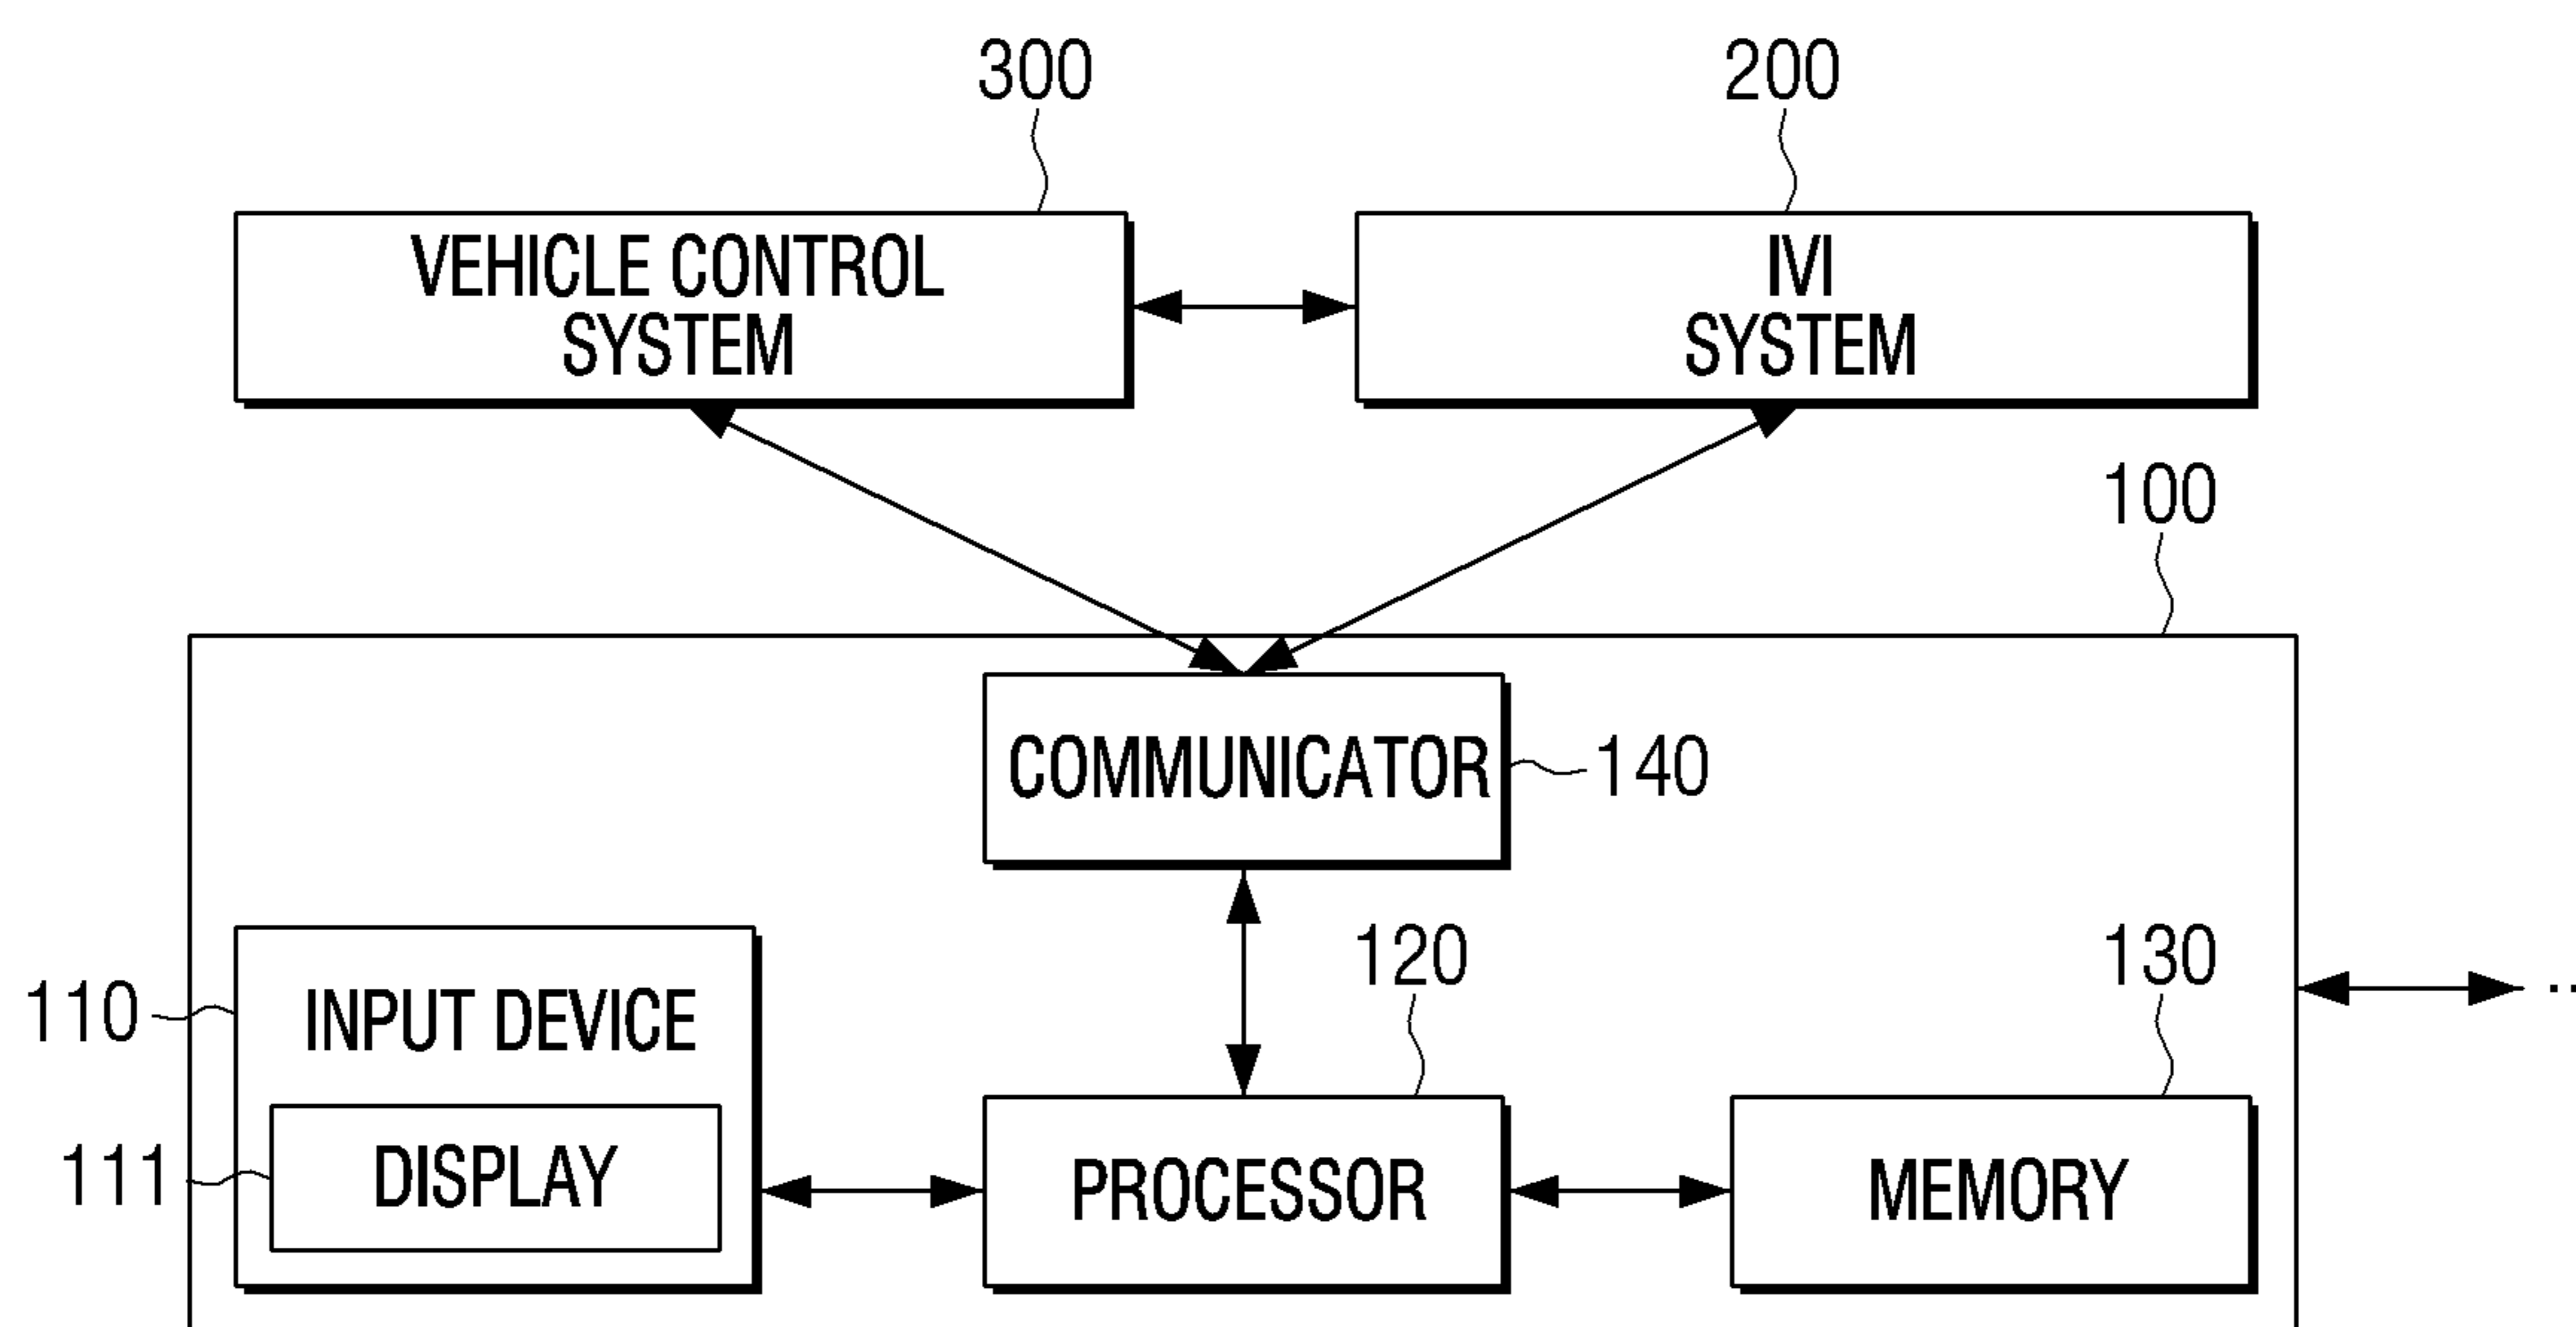 300
200
VEHICLE CONTROL
SYSTEM
IVI
SYSTEM
100
COMMUNICATOR
140
120
130
110
INPUT DEVICE
111
DISPLAY
PROCESSOR
MEMORY